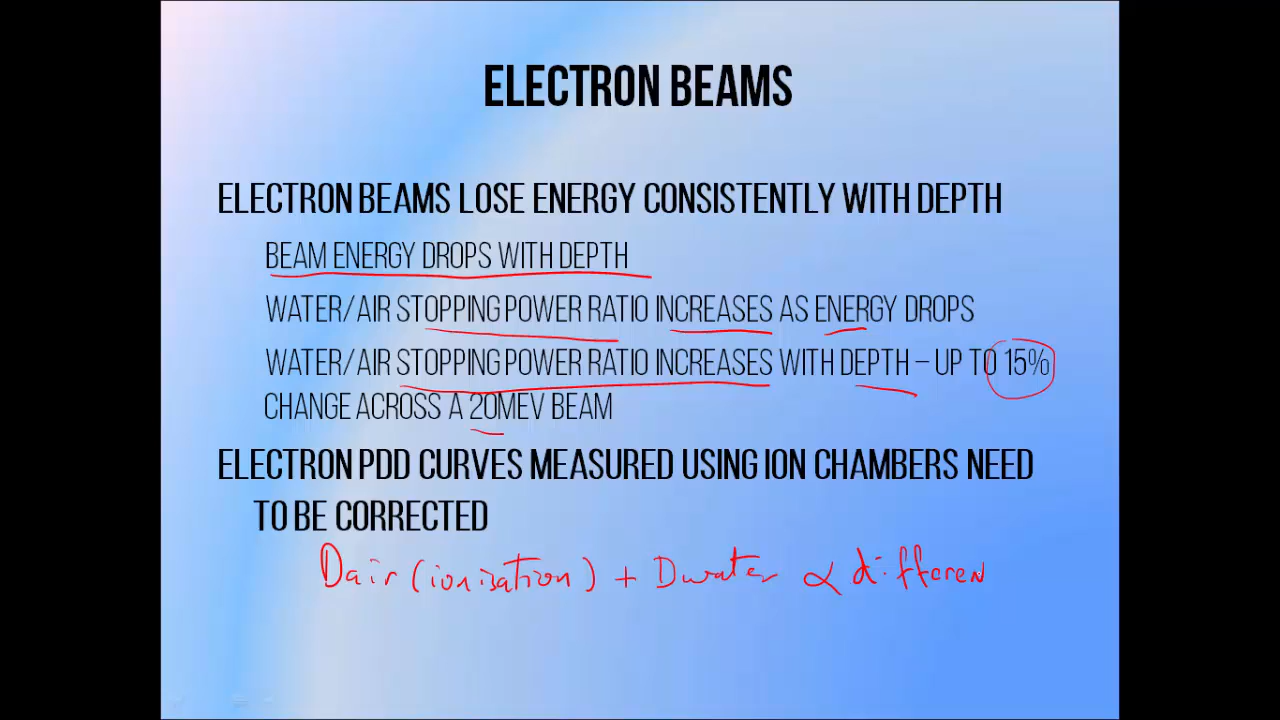 ELECTRON BEAMS
ELECTRON BEAMS LOSE ENERGY CONSISTENTLY WITH DEPTH
BEAM ENERGY DROPS WITH DEPTH
WATER/AIR STOPPING POWER RATIO INCREASES AS ENERGY DROPS
WATER/AIR STOPPING POWER RATIO INCREASES WITH DEPTH – UP TO 15%
CHANGE ACROSS A 20MEV BEAM
ELECTRON PDD CURVES MEASURED USING ION CHAMBERS NEED
TO BE CORRECTED
Dair (ionization) + Dwater ∝ differen